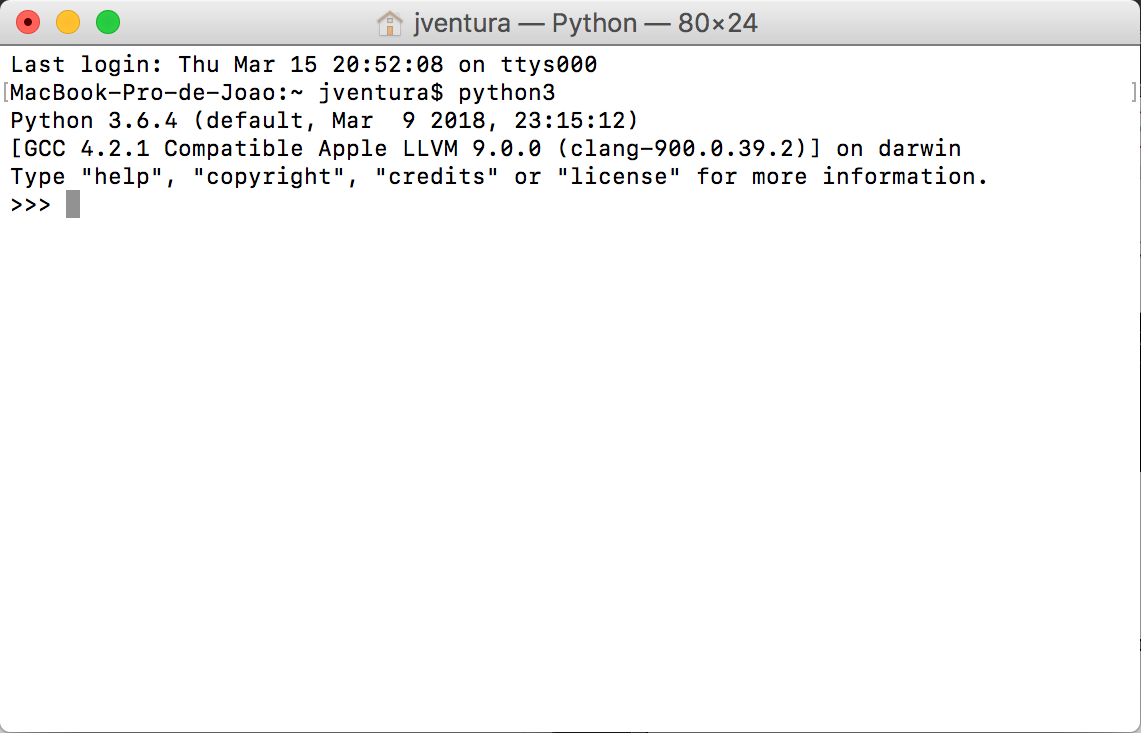 jventura — Python — 80×24
Last login: Thu Mar 15 20:52:08 on ttys000
[MacBook-Pro-de-Joao:~ jventura$ python3 ]
Python 3.6.4 (default, Mar  9 2018, 23:15:12)
[GCC 4.2.1 Compatible Apple LLVM 9.0.0 (clang-900.0.39.2)] on darwin
Type "help", "copyright", "credits" or "license" for more information.
>>>